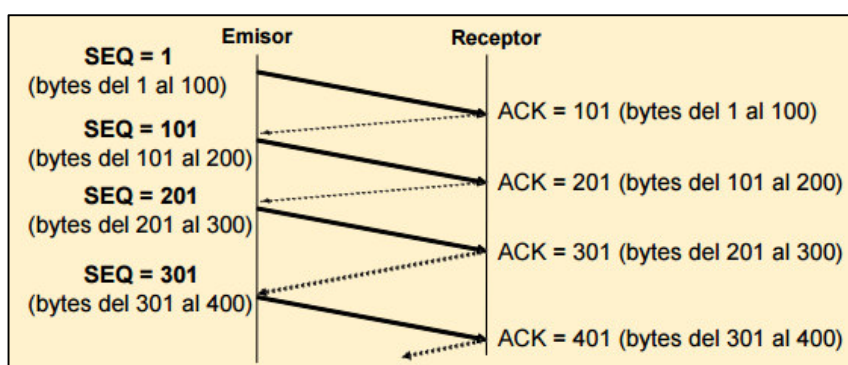 Emisor
Receptor
SEQ = 1
(bytes del 1 al 100)
ACK = 101 (bytes del 1 al 100)
SEQ = 101
(bytes del 101 al 200)
ACK = 201 (bytes del 101 al 200)
SEQ = 201
(bytes del 201 al 300)
ACK = 301 (bytes del 201 al 300)
SEQ = 301
(bytes del 301 al 400)
ACK = 401 (bytes del 301 al 400)